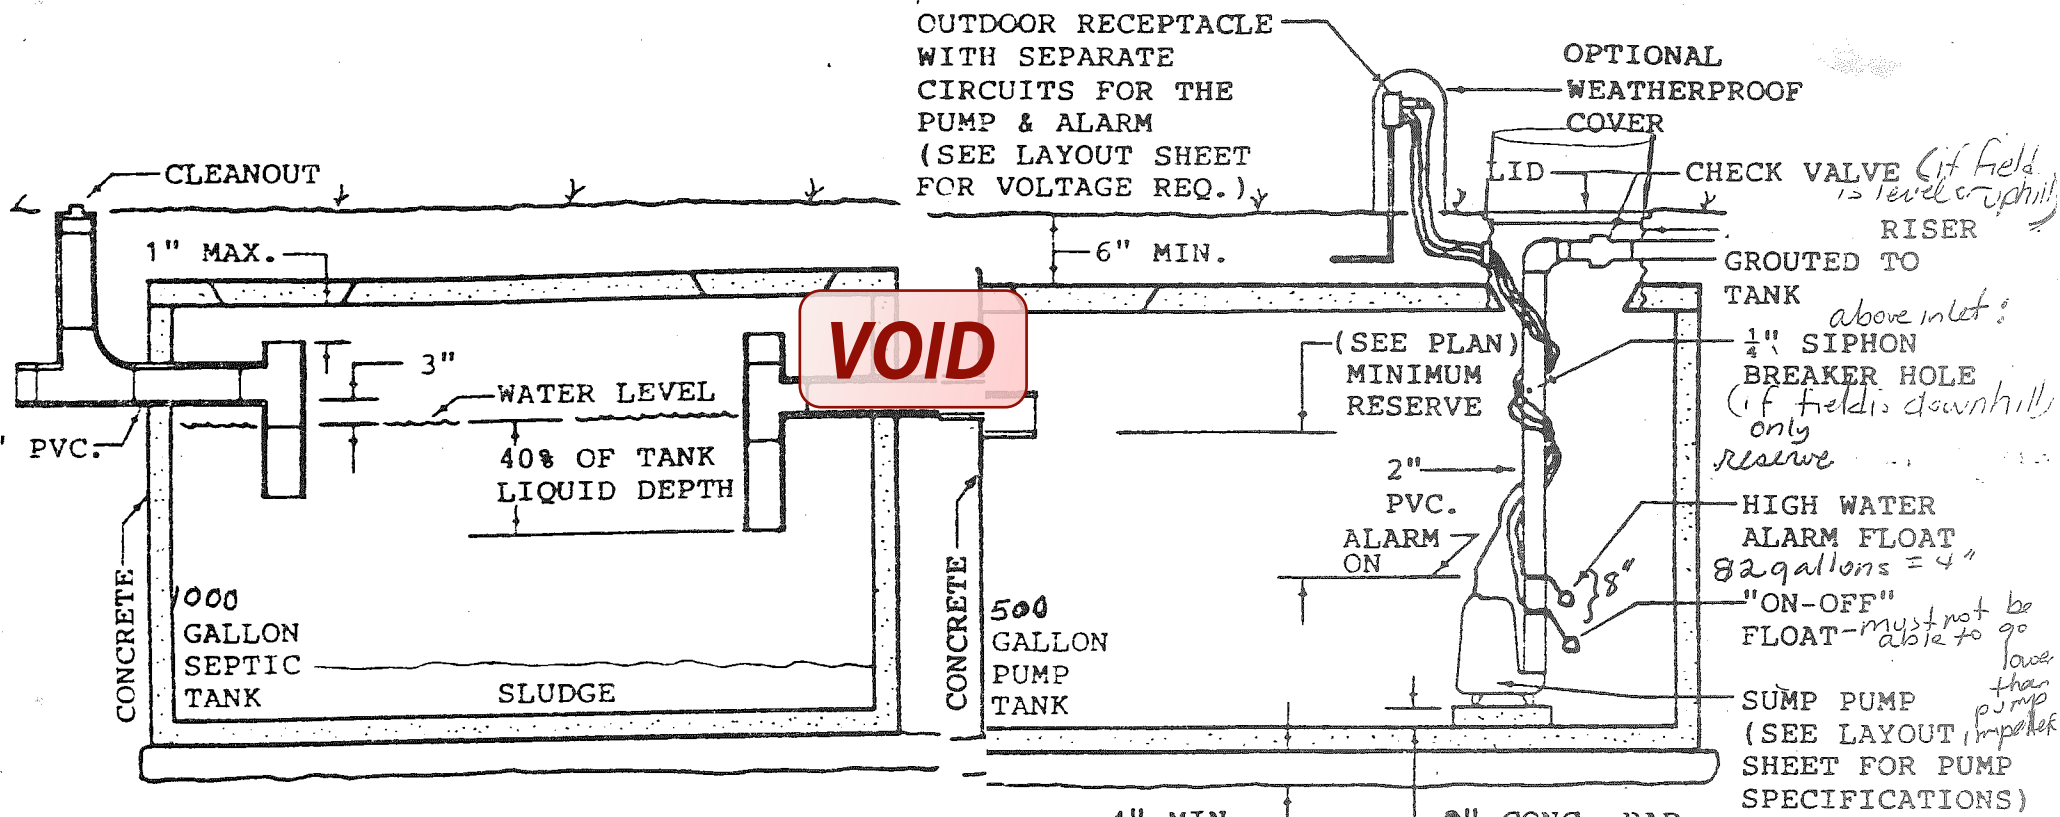 OUTDOOR RECEPTACLE
WITH SEPARATE
CIRCUITS FOR THE
PUMP & ALARM
(SEE LAYOUT SHEET
FOR VOLTAGE REQ.)
OPTIONAL
WEATHERPROOF
COVER
CLEANOUT
LID
CHECK VALVE (if field
is level or uphill)
RISER
GROUTED TO
TANK
1" MAX.
6" MIN.
VOID
3"
WATER LEVEL
" PVC.
40% OF TANK
LIQUID DEPTH
(SEE PLAN)
MINIMUM
RESERVE
above inlet:
¼" SIPHON
BREAKER HOLE
(if field is downhill)
only
reserve
2"
PVC.
ALARM
ON
HIGH WATER
ALARM FLOAT
82 gallons = 4"
8"
"ON-OFF"
FLOAT-must not be
able to go
lower
than
pump
impeller
CONCRETE
1000
GALLON
SEPTIC
TANK
SLUDGE
CONCRETE
500
GALLON
PUMP
TANK
SUMP PUMP
(SEE LAYOUT
SHEET FOR PUMP
SPECIFICATIONS)
4" MIN
CONC. PAD